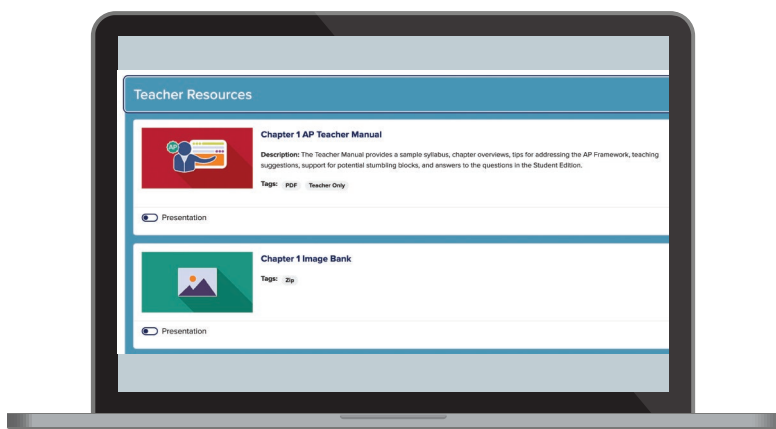 Teacher Resources
AP
Chapter 1 AP Teacher Manual
Description: The Teacher Manual provides a sample syllabus, chapter overviews, tips for addressing the AP Framework, teaching
suggestions, support for potential stumbling blocks, and answers to the questions in the Student Edition.
Tags: PDF Teacher Only
Presentation
Chapter 1 Image Bank
Tags: Zip
Presentation